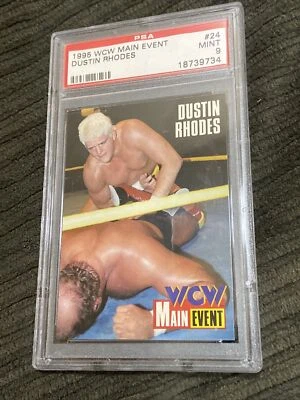 PSA
1995 WCW MAIN EVENT #24
DUSTIN RHODES MINT
9
18739734
DUSTIN
RHODES
WCW
MAIN EVENT